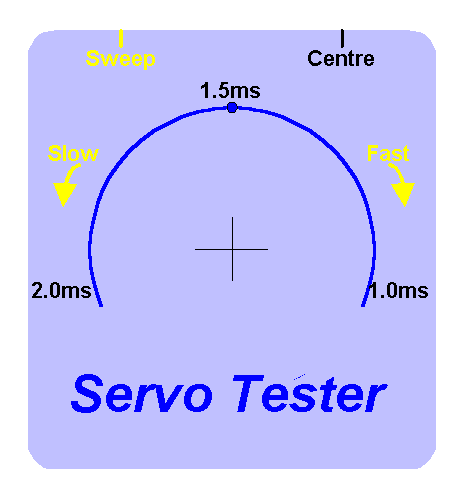 Sweep Centre
1.5ms
Slow Fast
2.0ms 1.0ms
Servo Tester